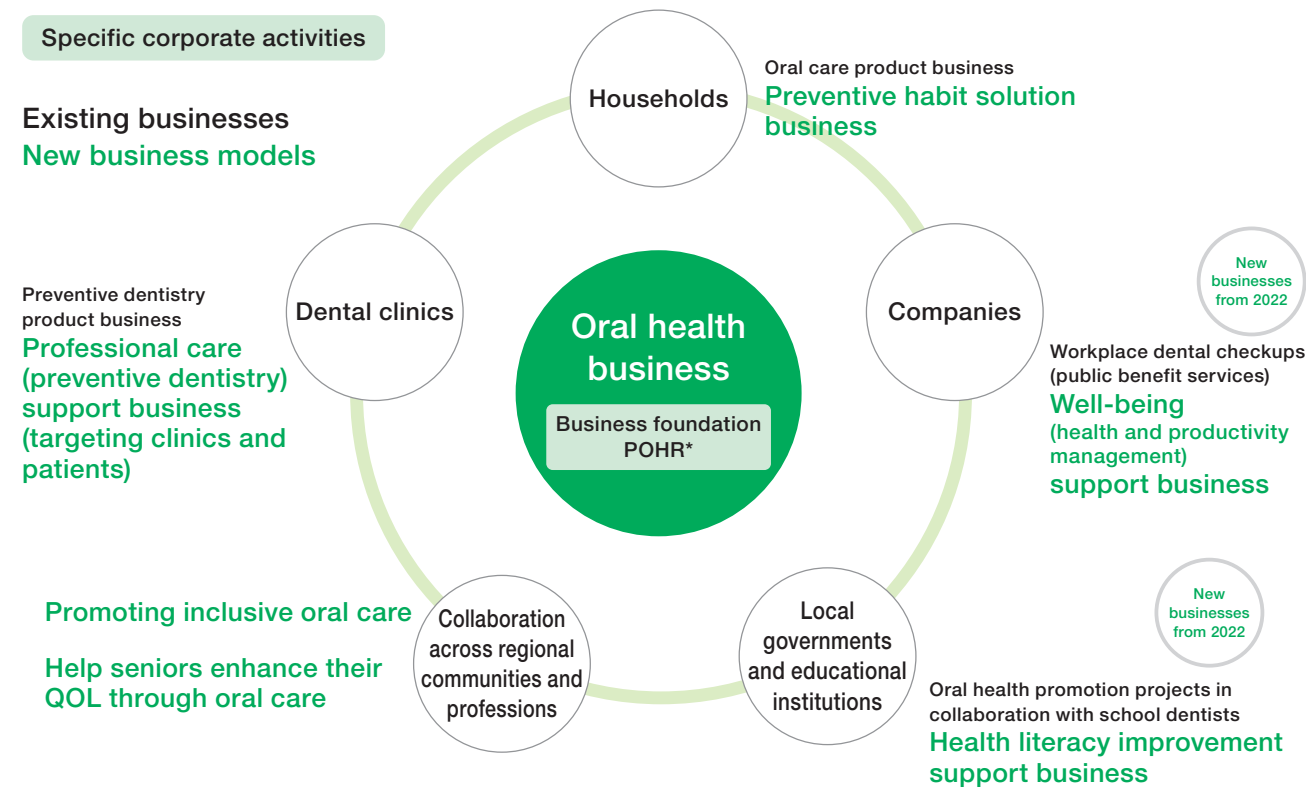 Specific corporate activities
Existing businesses
New business models
Households
Oral care product business
Preventive habit solution
business
Dental clinics
Preventive dentistry
product business
Professional care
(preventive dentistry)
support business
(targeting clinics and
patients)
Oral health
business
Business foundation
POHR*
Companies
New
businesses
from 2022
Workplace dental checkups
(public benefit services)
Well-being
(health and productivity
management)
support business
Promoting inclusive oral care
Help seniors enhance their
QOL through oral care
Collaboration
across regional
communities and
professions
Local
governments
and educational
institutions
New
businesses
from 2022
Oral health promotion projects in
collaboration with school dentists
Health literacy improvement
support business